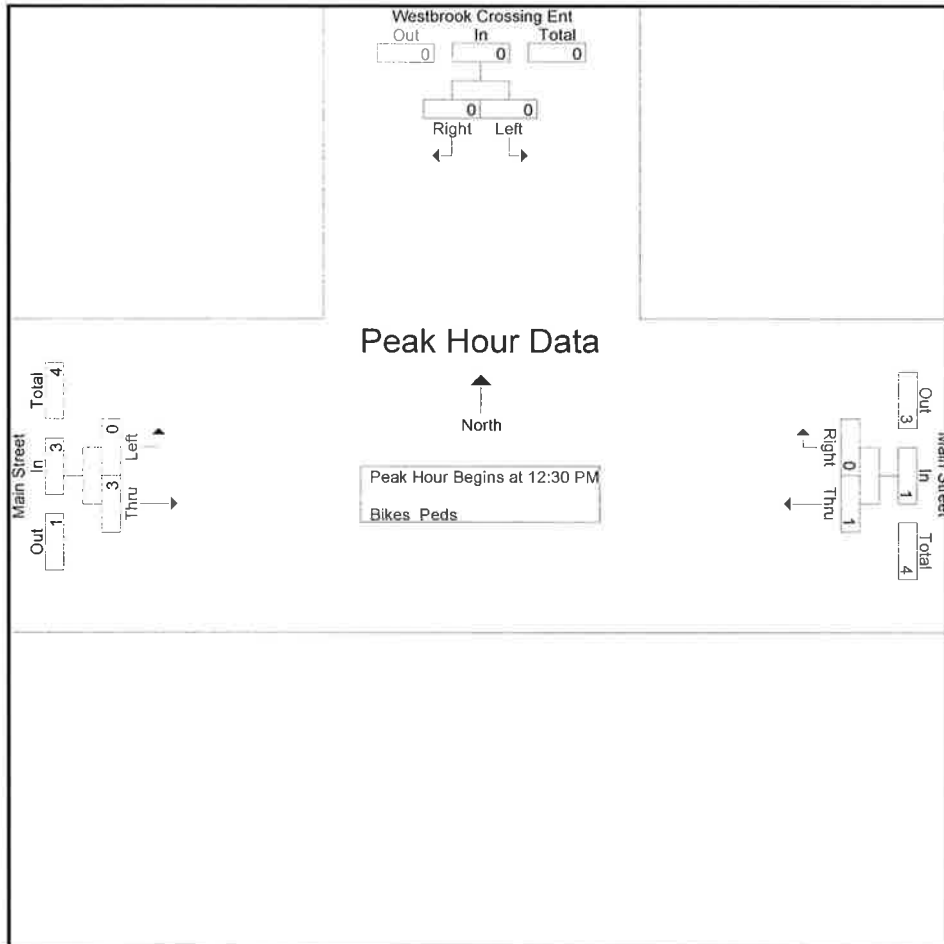 Westbrook Crossing Ent
Out In Total
0 0 0
0 0
Right Left
Peak Hour Data
North
Peak Hour Begins at 12:30 PM
Bikes Peds
Main Street
Out In Total
1 3 4
Left
0
Thru
3
Main Street
Out In Total
3 1 4
Right Thru
0 1